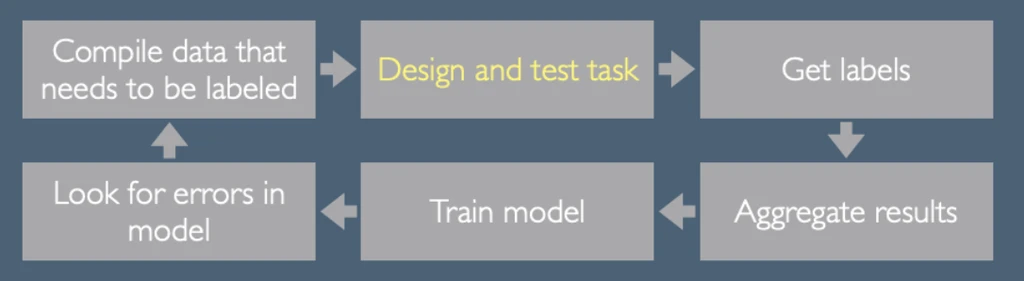 Compile data that
needs to be labeled
Design and test task
Get labels
Look for errors in
model
Train model
Aggregate results